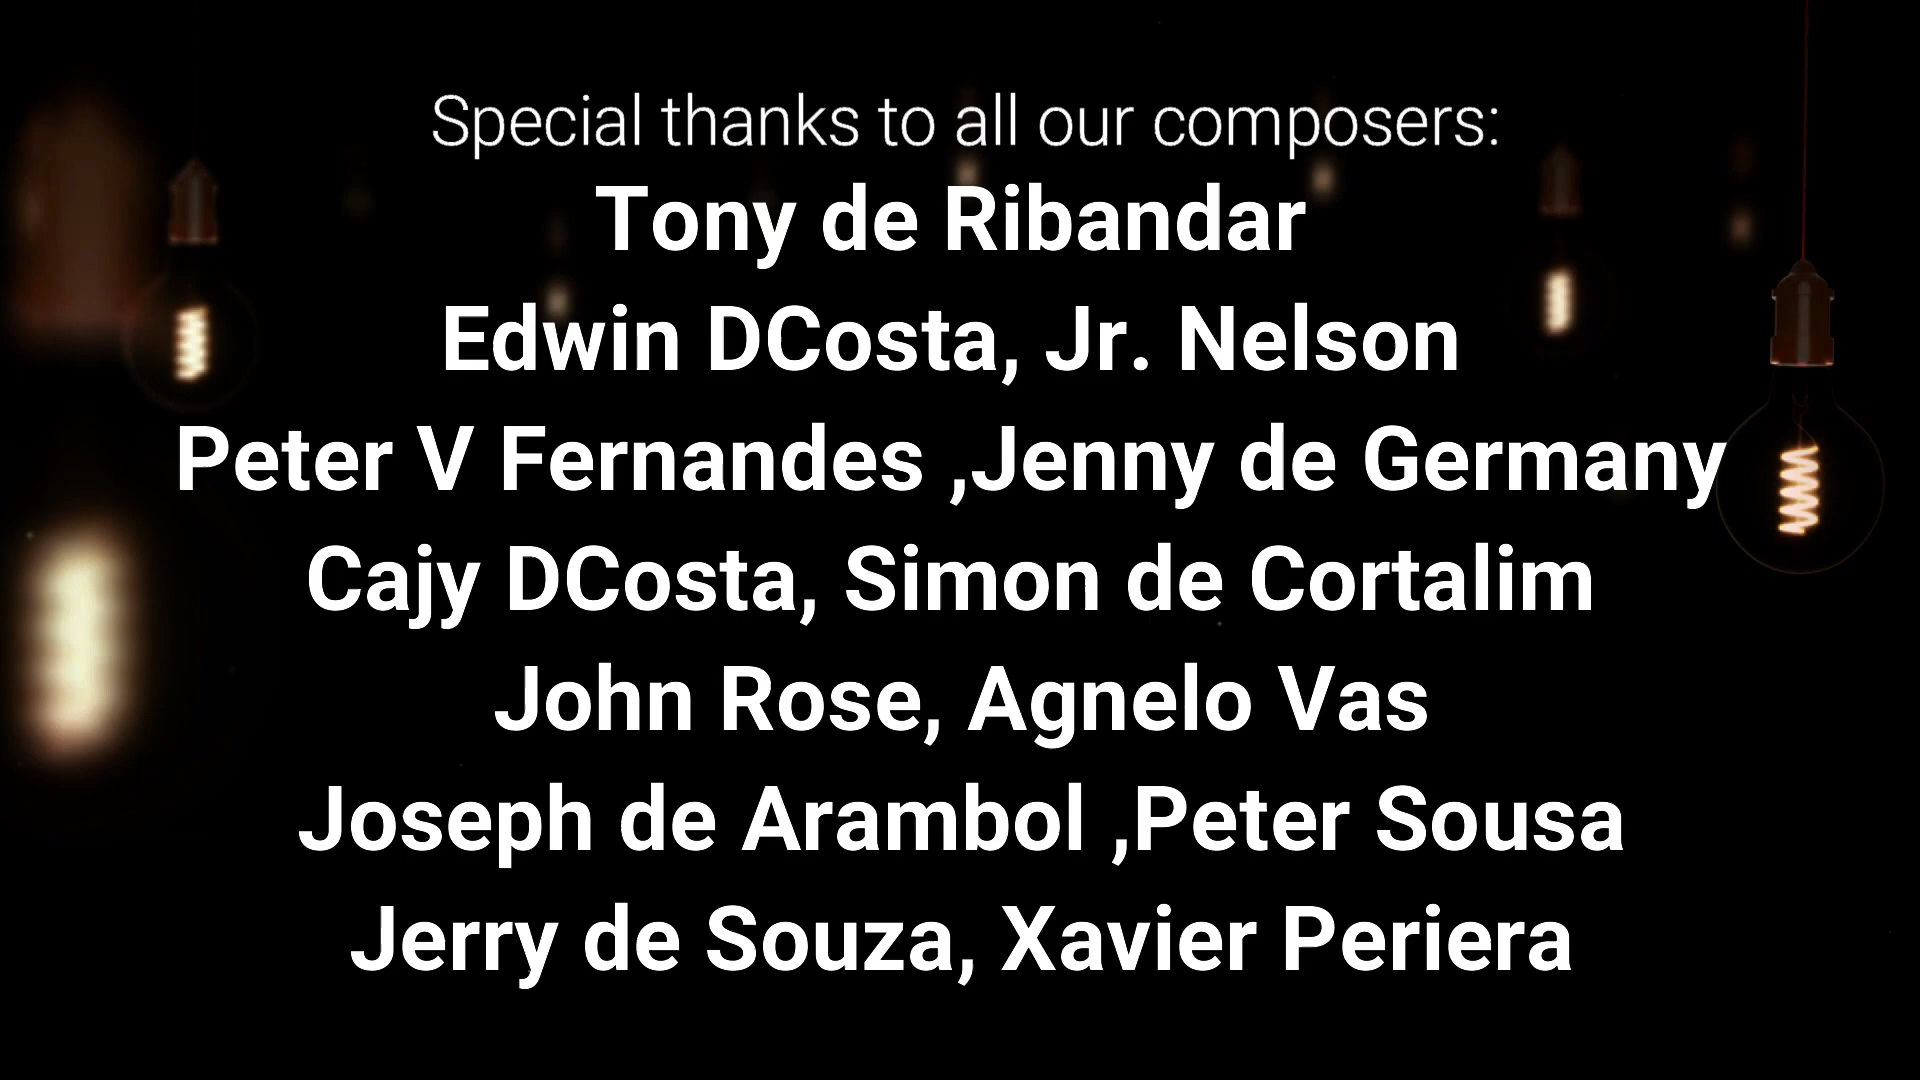 Special thanks to all our composers:
Tony de Ribandar
Edwin DCosta, Jr. Nelson
Peter V Fernandes ,Jenny de Germany
Cajy DCosta, Simon de Cortalim
John Rose, Agnelo Vas
Joseph de Arambol ,Peter Sousa
Jerry de Souza, Xavier Periera